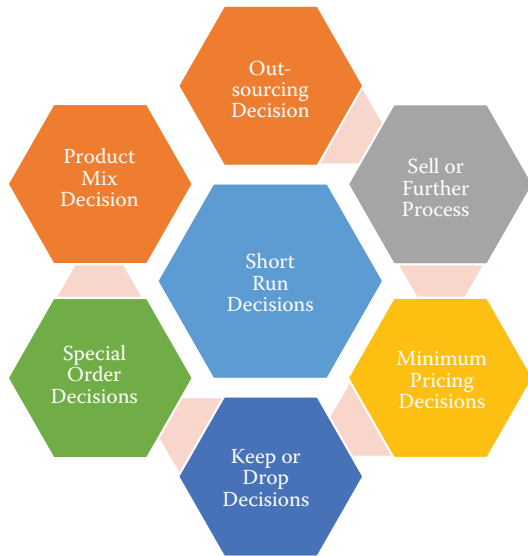 Out-
sourcing
Decision
Sell or
Further
Process
Minimum
Pricing
Decisions
Keep or
Drop
Decisions
Special
Order
Decisions
Product
Mix
Decision
Short
Run
Decisions